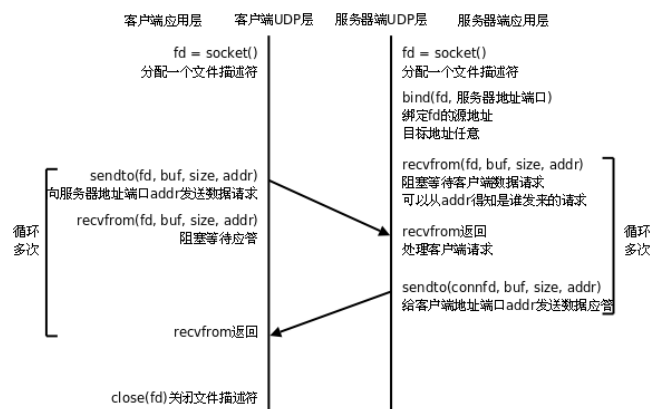 客户端应用层 客户端UDP层 服务器端UDP层 服务器端应用层
fd = socket()
分配一个文件描述符
fd = socket()
分配一个文件描述符
bind(fd, 服务器地址端口)
绑定fd的源地址
目标地址任意
recvfrom(fd, buf, size, addr)
阻塞等待客户端数据请求
可以从addr得知是谁发来的请求
sendto(fd, buf, size, addr)
向服务器地址端口addr发送数据请求
recvfrom(fd, buf, size, addr)
阻塞等待应管
循环
多次
recvfrom返回
处理客户端请求
循环
多次
sendto(connfd, buf, size, addr)
给客户端地址端口addr发送数据应管
recvfrom返回
close(fd)关闭文件描述符